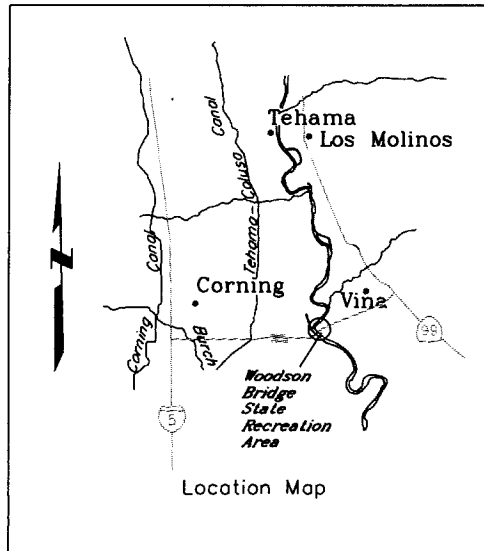 Tehama
Los Molinos
Canal
Tehama-Colusa
Canal
Corning
Corning
Burch
Vina
99
5
N
Woodson
Bridge
State
Recreation
Area
Location Map